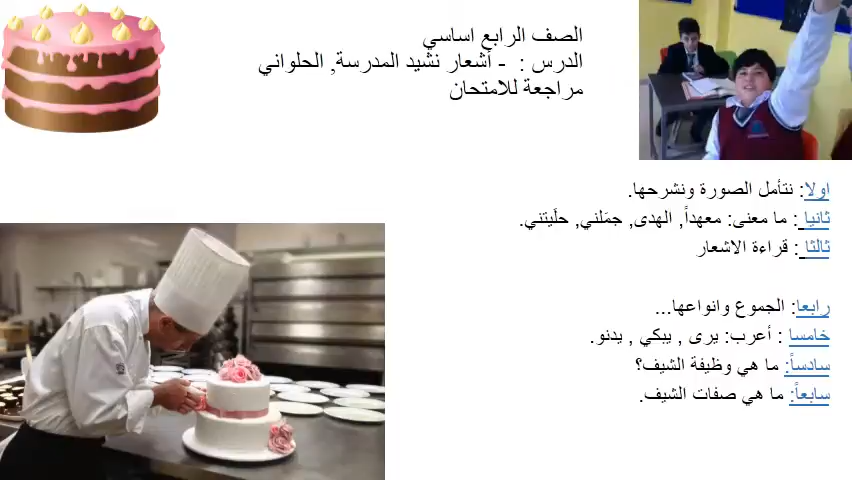 الصف الرابع اساسي
الدرس : - أشعار نشيد المدرسة, الحلواني
مراجعة للامتحان
اولا: نتأمل الصورة ونشرحها.
ثانيا : ما معنى: معهداً, الهدى, جمّلني, حلّيتني.
ثالثا : قراءة الاشعار
رابعا: الجموع وانواعها...
خامسا : أعرب: يرى , يبكي , يدنو.
سادساً: ما هي وظيفة الشيف؟
سابعاً: ما هي صفات الشيف.